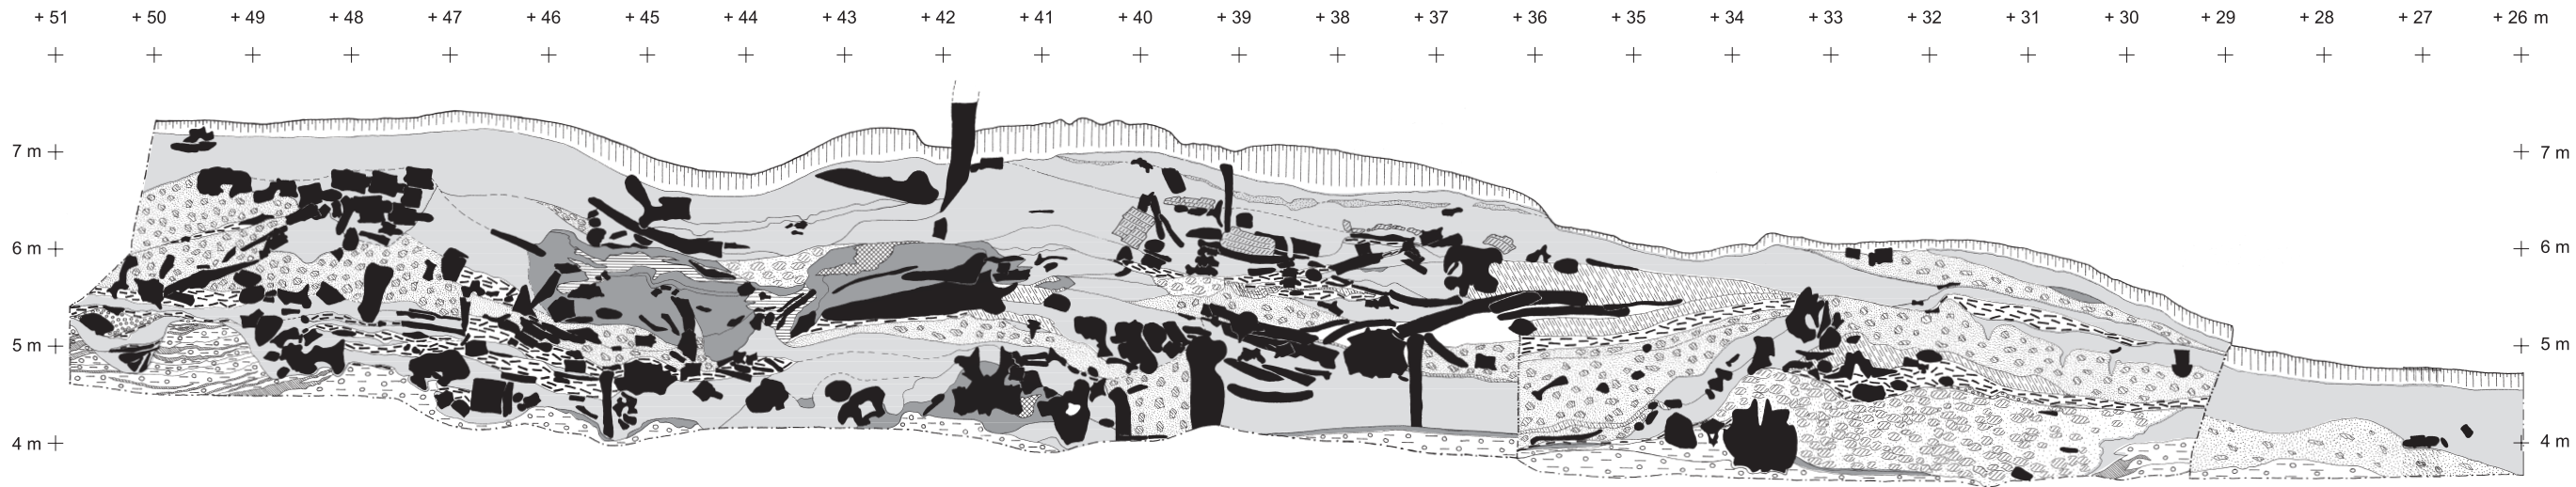 + 51 + 50 + 49 + 48 + 47 + 46 + 45 + 44 + 43 + 42 + 41 + 40 + 39 + 38 + 37 + 36 + 35 + 34 + 33 + 32 + 31 + 30 + 29 + 28 + 27 + 26 m
7 m 7 m
6 m 6 m
5 m 5 m
4 m 4 m